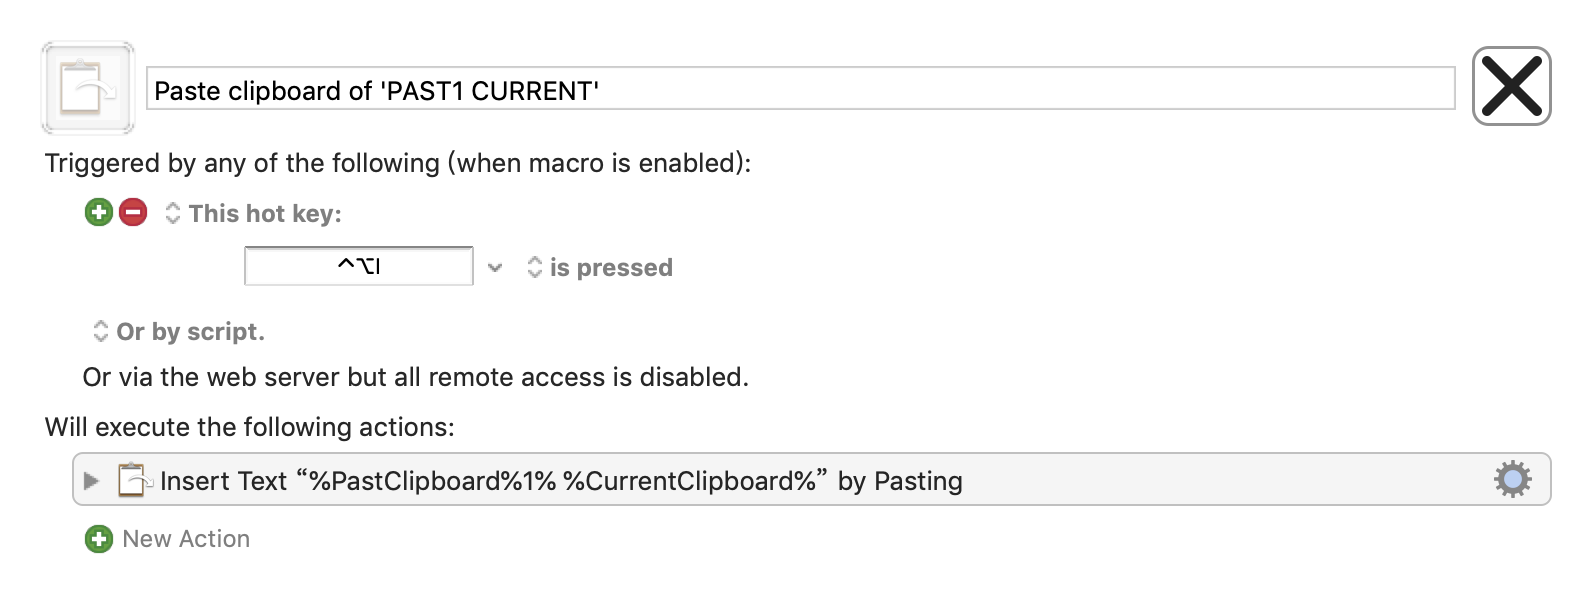 Paste clipboard of 'PAST1 CURRENT'
Triggered by any of the following (when macro is enabled):
This hot key:
^⌥I is pressed
Or by script.
Or via the web server but all remote access is disabled.
Will execute the following actions:
Insert Text “%PastClipboard%1% %CurrentClipboard%” by Pasting
New Action